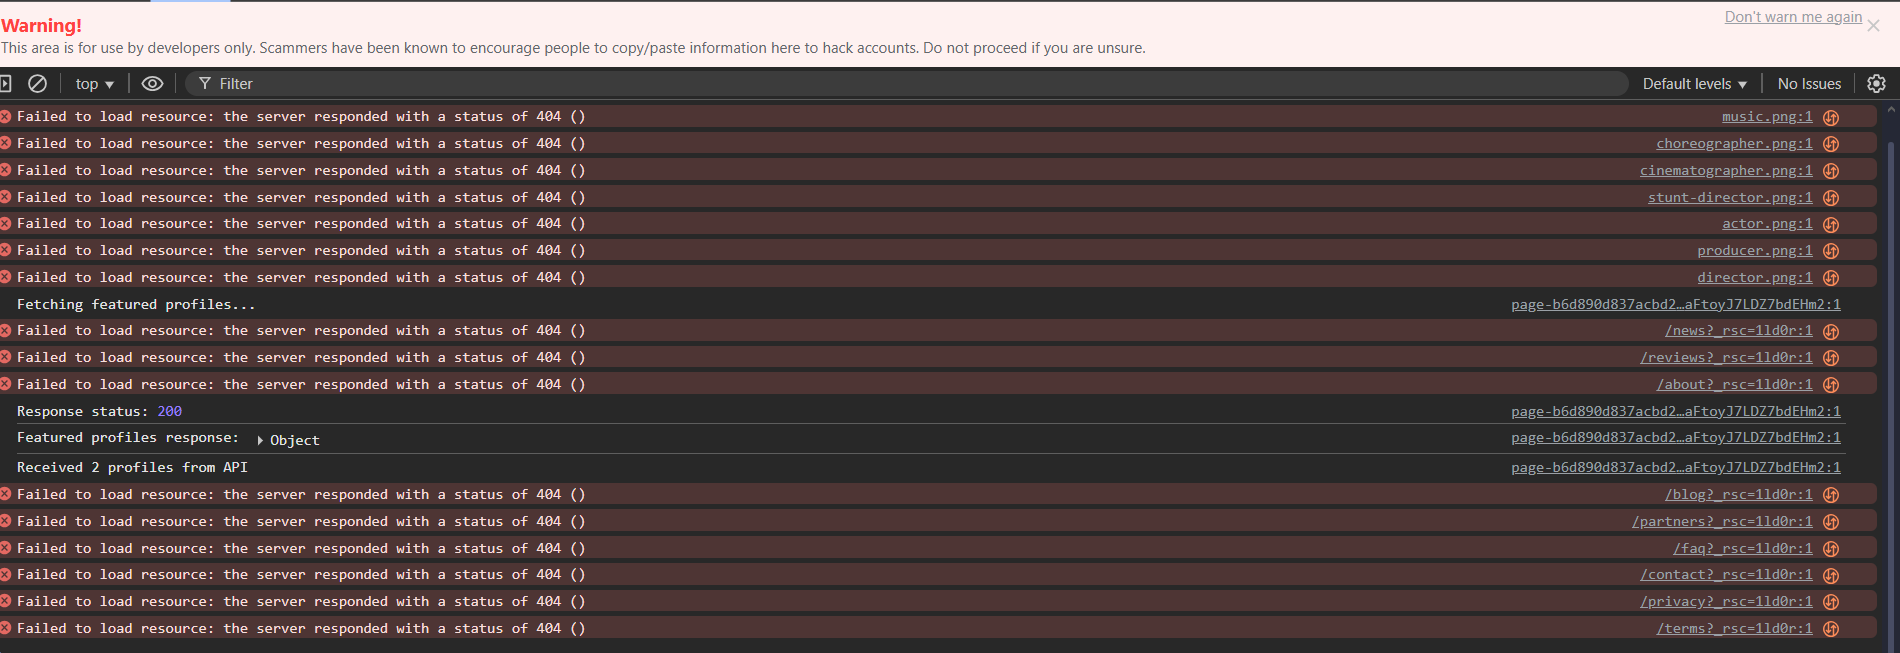 Warning!
Don't warn me again
This area is for use by developers only. Scammers have been known to encourage people to copy/paste information here to hack accounts. Do not proceed if you are unsure.
top Filter Default levels No Issues
Failed to load resource: the server responded with a status of 404 () music.png:1
Failed to load resource: the server responded with a status of 404 () choreographer.png:1
Failed to load resource: the server responded with a status of 404 () cinematographer.png:1
Failed to load resource: the server responded with a status of 404 () stunt-director.png:1
Failed to load resource: the server responded with a status of 404 () actor.png:1
Failed to load resource: the server responded with a status of 404 () producer.png:1
Failed to load resource: the server responded with a status of 404 () director.png:1
Fetching featured profiles... page-b6d890d837acbd2…aFtoyJ7LDZ7bdEHm2:1
Failed to load resource: the server responded with a status of 404 () /news?_rsc=1ld0r:1
Failed to load resource: the server responded with a status of 404 () /reviews?_rsc=1ld0r:1
Failed to load resource: the server responded with a status of 404 () /about?_rsc=1ld0r:1
Response status: 200 page-b6d890d837acbd2…aFtoyJ7LDZ7bdEHm2:1
Featured profiles response: Object page-b6d890d837acbd2…aFtoyJ7LDZ7bdEHm2:1
Received 2 profiles from API page-b6d890d837acbd2…aFtoyJ7LDZ7bdEHm2:1
Failed to load resource: the server responded with a status of 404 () /blog?_rsc=1ld0r:1
Failed to load resource: the server responded with a status of 404 () /partners?_rsc=1ld0r:1
Failed to load resource: the server responded with a status of 404 () /faq?_rsc=1ld0r:1
Failed to load resource: the server responded with a status of 404 () /contact?_rsc=1ld0r:1
Failed to load resource: the server responded with a status of 404 () /privacy?_rsc=1ld0r:1
Failed to load resource: the server responded with a status of 404 () /terms?_rsc=1ld0r:1